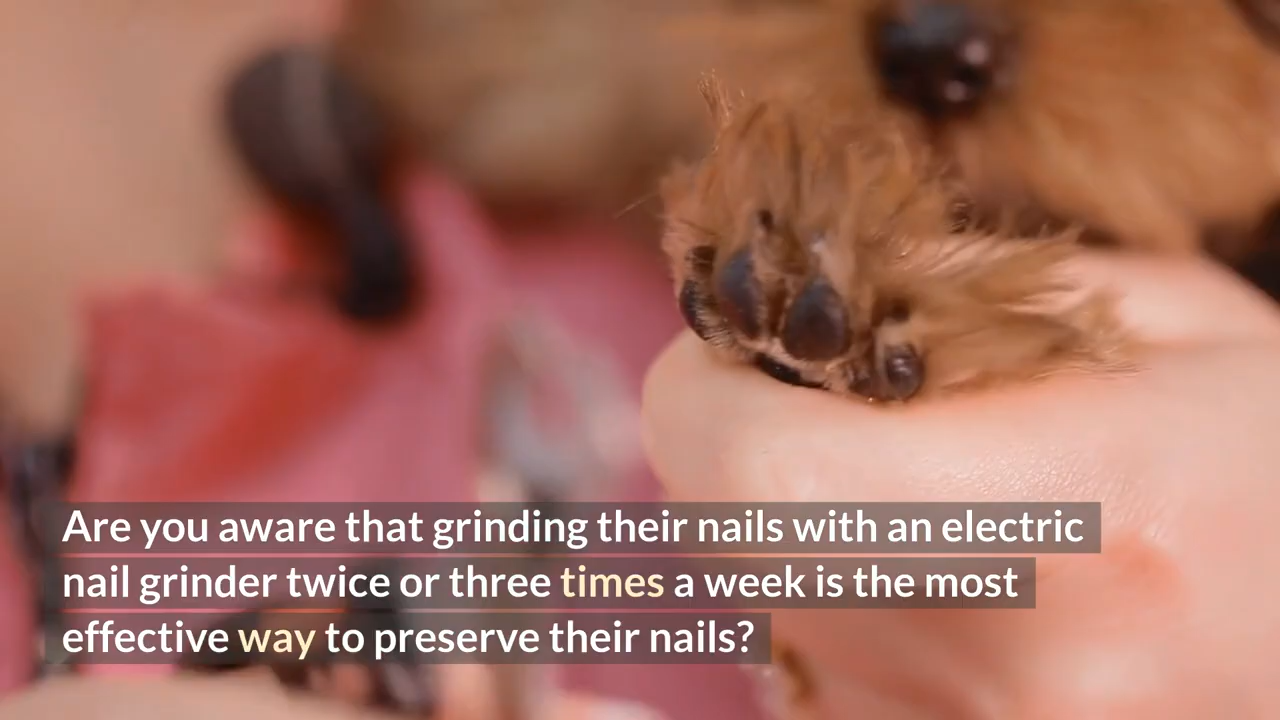 Are you aware that grinding their nails with an electric
nail grinder twice or three times a week is the most
effective way to preserve their nails?